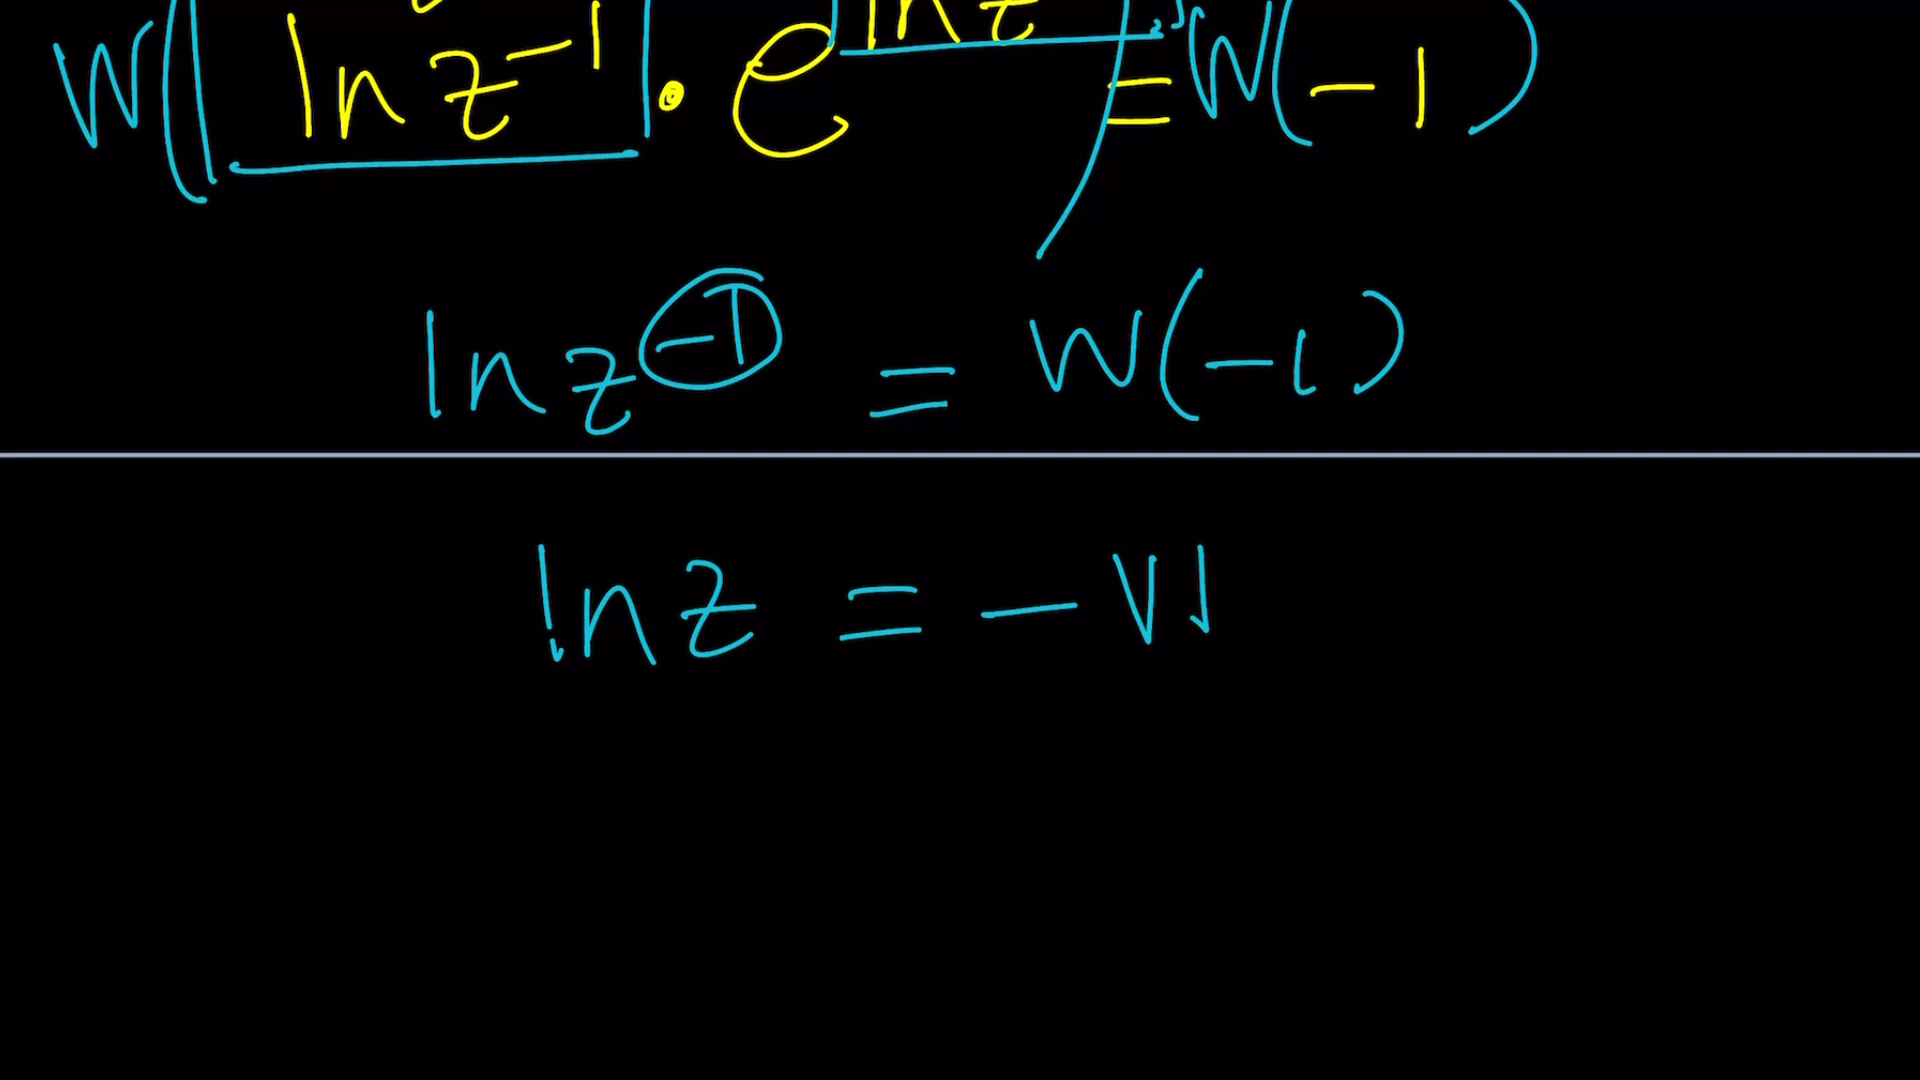 W(ln z⁻¹ · e^ln z) = W(-1)
ln z⁻¹ = W(-1)
ln z = - W